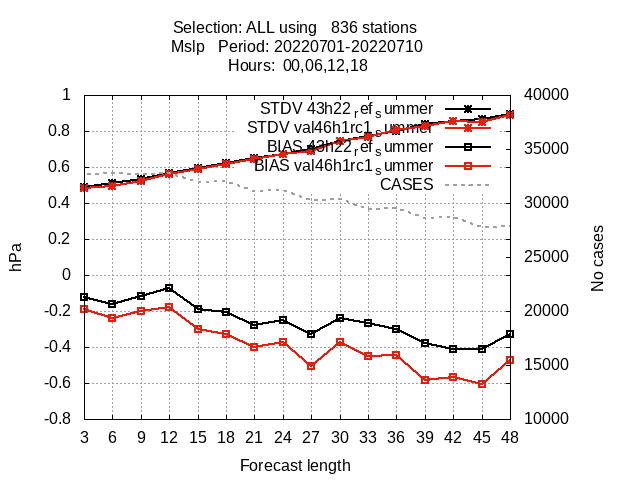 Selection: ALL using   836 stations
Mslp   Period: 20220701-20220710
Hours:  00,06,12,18
STDV 43h22_ref_summer
STDV val46h1rc1_summer
BIAS 43h22_ref_summer
BIAS val46h1rc1_summer
CASES
1
0.8
0.6
0.4
0.2
0
-0.2
-0.4
-0.6
-0.8
hPa
40000
35000
30000
25000
20000
15000
10000
No cases
3 6 9 12 15 18 21 24 27 30 33 36 39 42 45 48
Forecast length